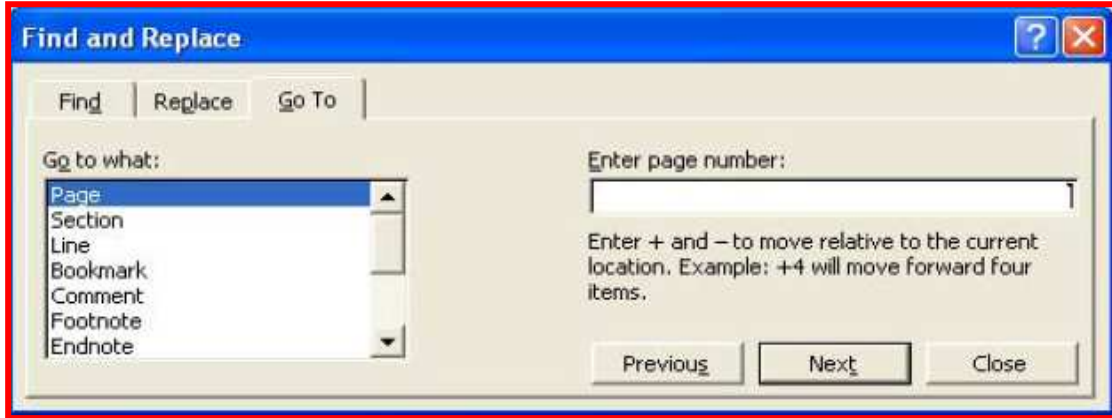 Find and Replace
?
Find
Replace
Go To
Go to what:
Page
Section
Line
Bookmark
Comment
Footnote
Endnote
Enter page number:
Enter + and – to move relative to the current
location. Example: +4 will move forward four
items.
Previous
Next
Close